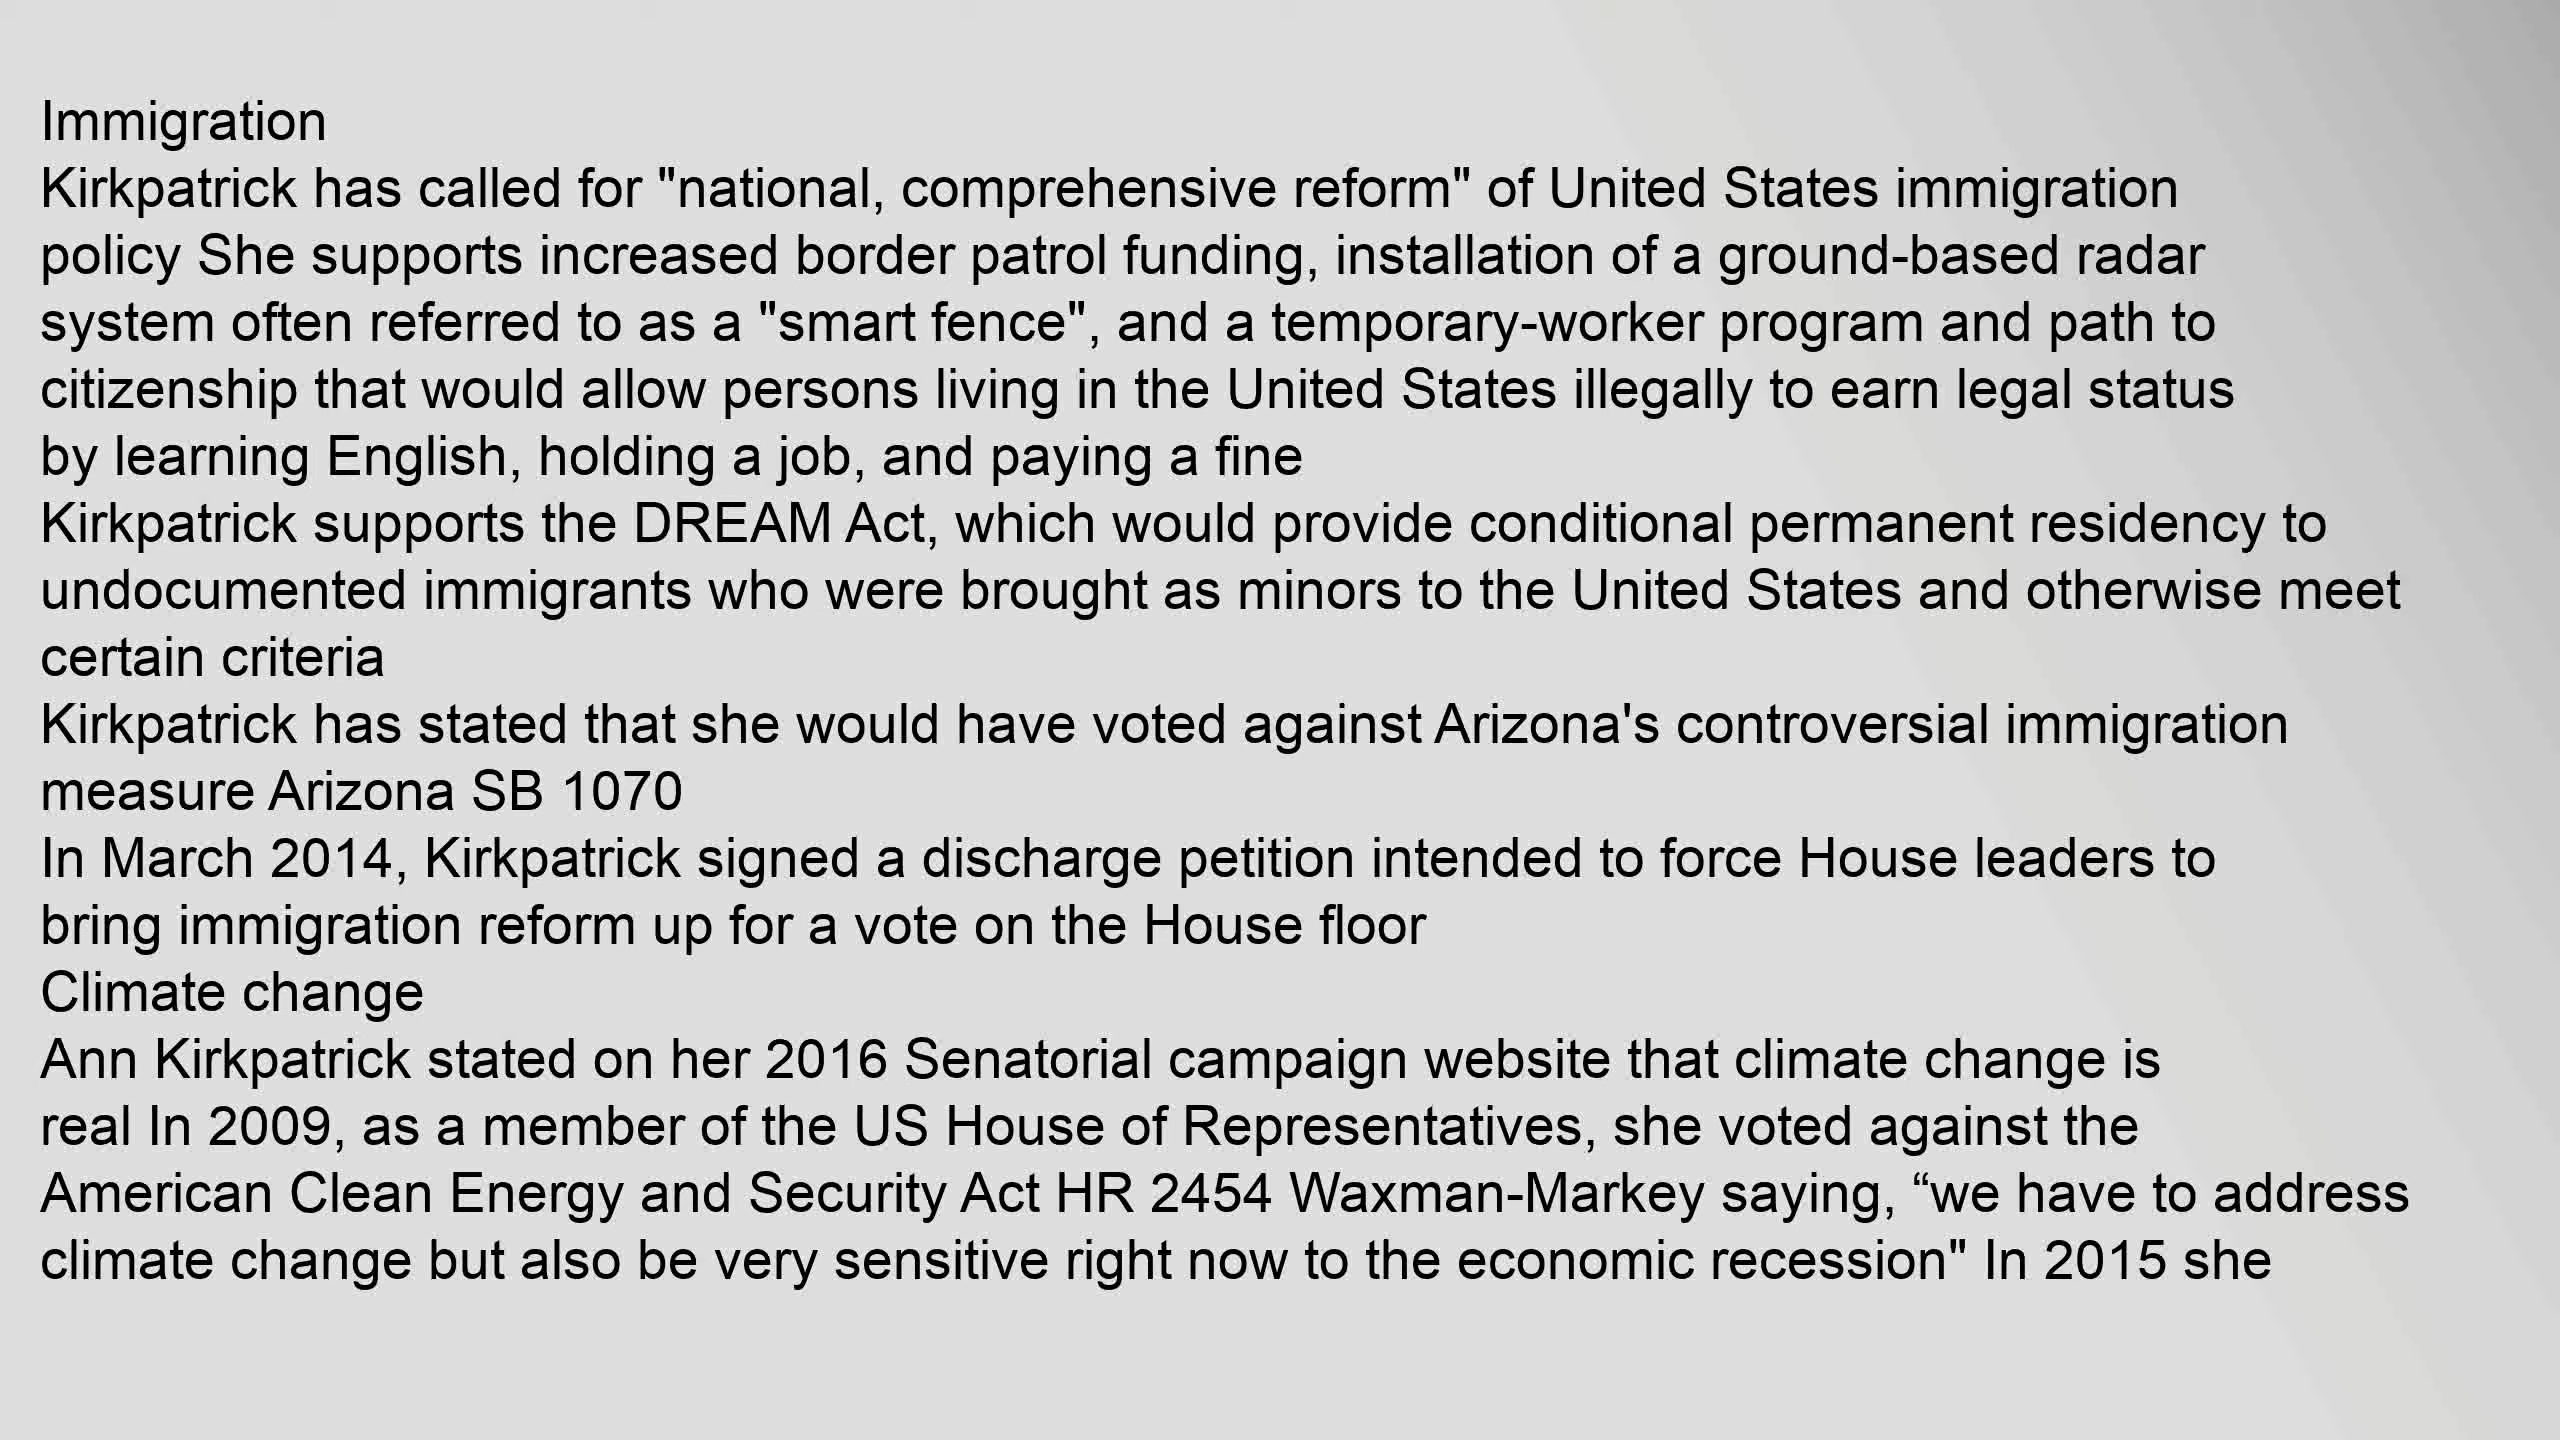 Immigration
Kirkpatrick has called for "national, comprehensive reform" of United States immigration
policy She supports increased border patrol funding, installation of a ground-based radar
system often referred to as a "smart fence", and a temporary-worker program and path to
citizenship that would allow persons living in the United States illegally to earn legal status
by learning English, holding a job, and paying a fine
Kirkpatrick supports the DREAM Act, which would provide conditional permanent residency to
undocumented immigrants who were brought as minors to the United States and otherwise meet
certain criteria
Kirkpatrick has stated that she would have voted against Arizona's controversial immigration
measure Arizona SB 1070
In March 2014, Kirkpatrick signed a discharge petition intended to force House leaders to
bring immigration reform up for a vote on the House floor
Climate change
Ann Kirkpatrick stated on her 2016 Senatorial campaign website that climate change is
real In 2009, as a member of the US House of Representatives, she voted against the
American Clean Energy and Security Act HR 2454 Waxman-Markey saying, “we have to address
climate change but also be very sensitive right now to the economic recession" In 2015 she